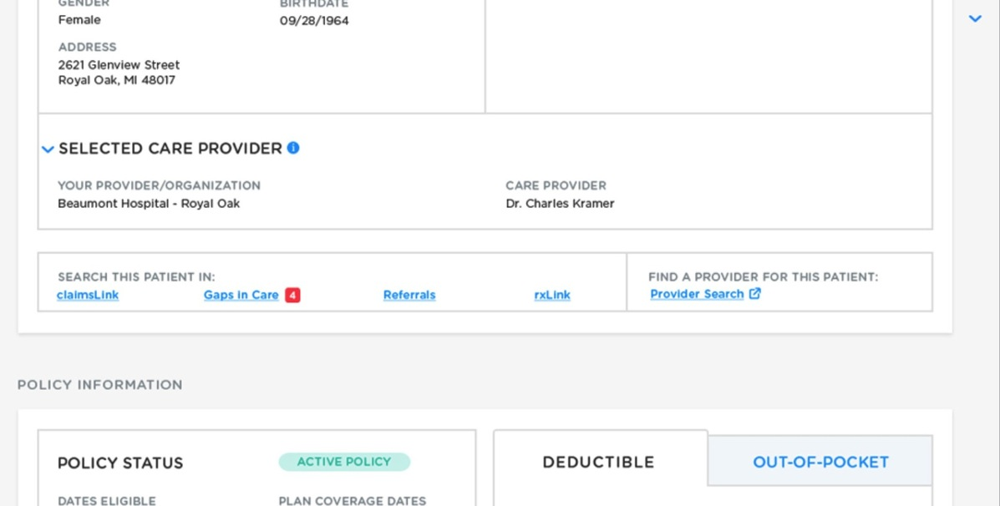 GENDER
BIRTHDATE
Female
09/28/1964
ADDRESS
2621 Glenview Street
Royal Oak, MI 48017
SELECTED CARE PROVIDER
YOUR PROVIDER/ORGANIZATION
Beaumont Hospital - Royal Oak
CARE PROVIDER
Dr. Charles Kramer
SEARCH THIS PATIENT IN:
claimsLink
Gaps in Care 4
Referrals
rxLink
FIND A PROVIDER FOR THIS PATIENT:
Provider Search
POLICY INFORMATION
POLICY STATUS
ACTIVE POLICY
DATES ELIGIBLE
PLAN COVERAGE DATES
DEDUCTIBLE
OUT-OF-POCKET